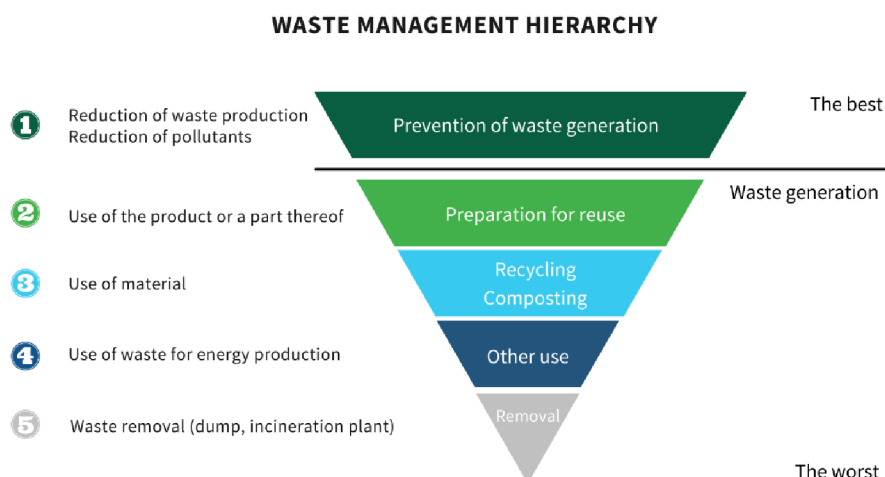 WASTE MANAGEMENT HIERARCHY
1
Reduction of waste production
Reduction of pollutants
Prevention of waste generation
The best
Waste generation
2
Use of the product or a part thereof
Preparation for reuse
3
Use of material
Recycling
Composting
4
Use of waste for energy production
Other use
5
Waste removal (dump, incineration plant)
Removal
The worst